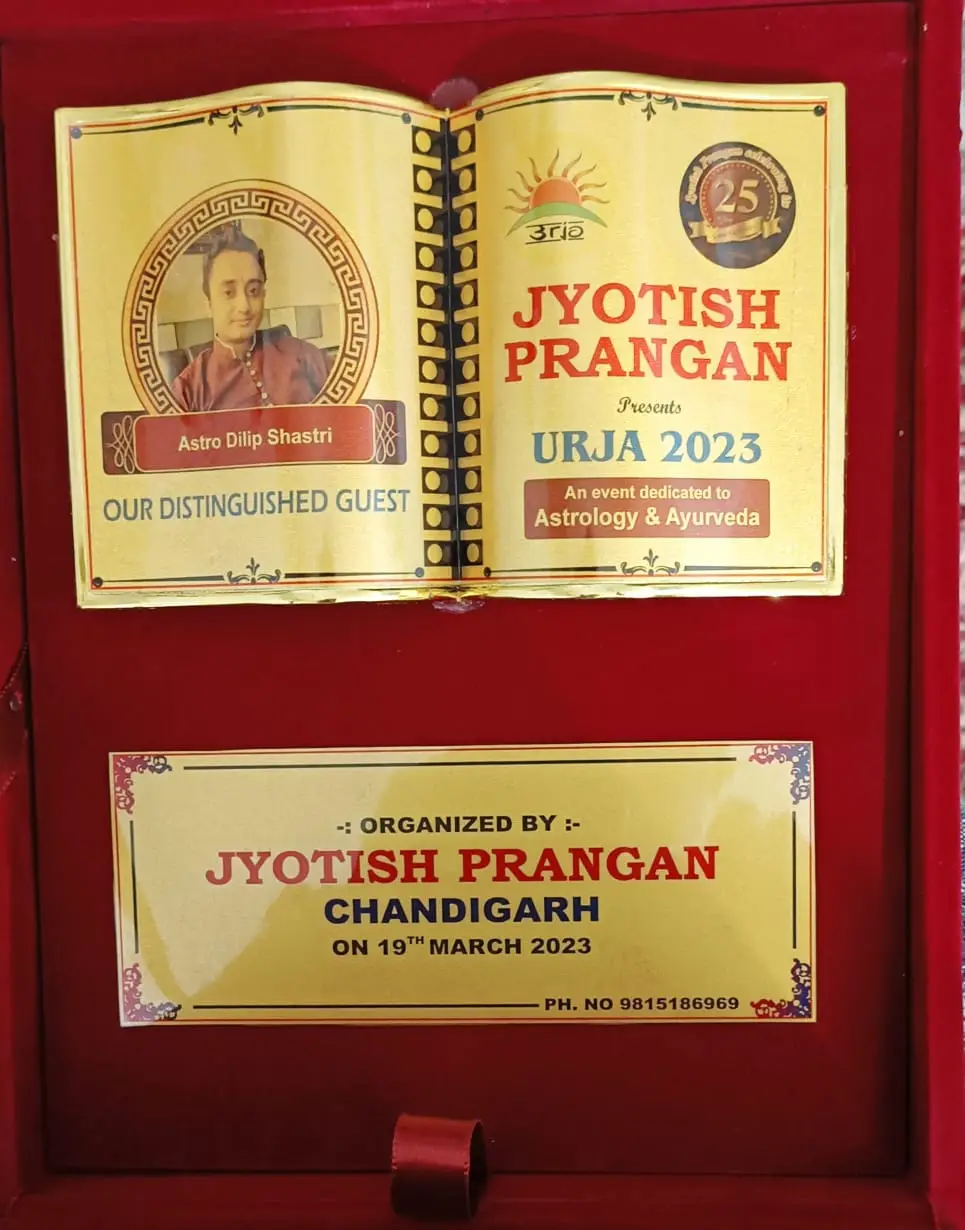 Astro Dilip Shastri
OUR DISTINGUISHED GUEST
25
JYOTISH
PRANGAN
Presents
URJA 2023
An event dedicated to
Astrology & Ayurveda
-: ORGANIZED BY :-
JYOTISH PRANGAN
CHANDIGARH
ON 19TH MARCH 2023
PH. NO 9815186969